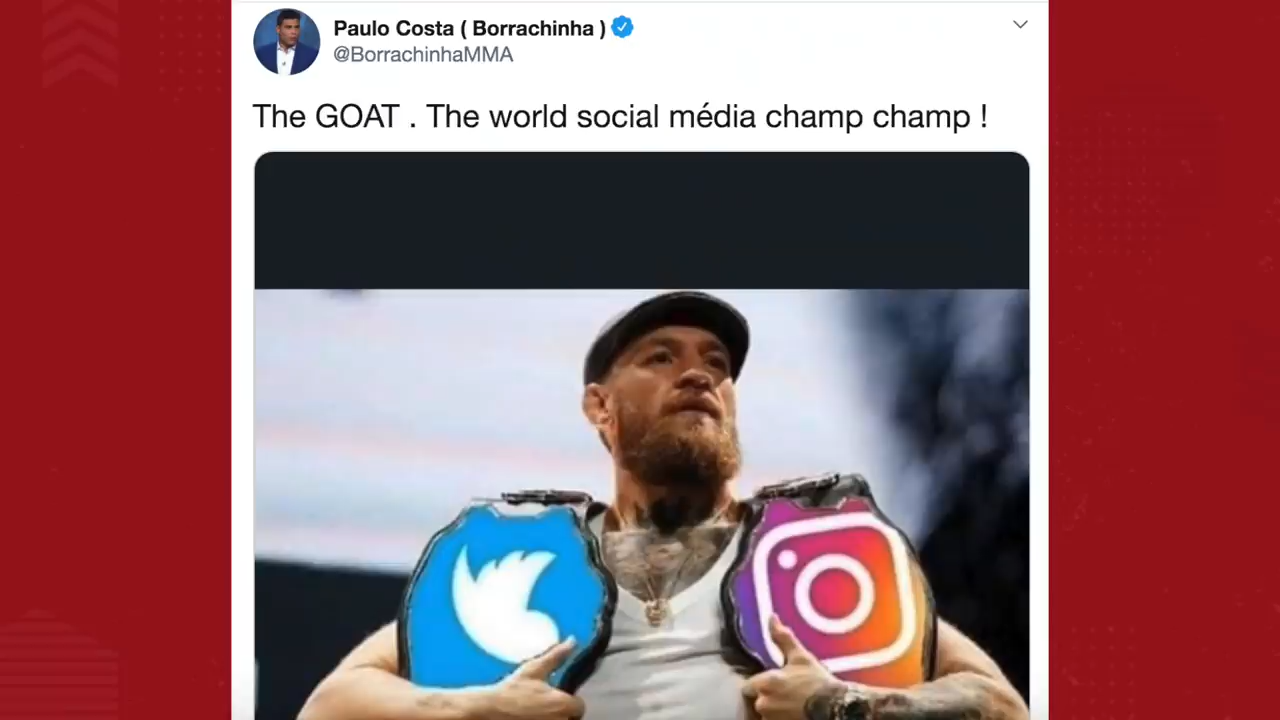 Paulo Costa ( Borrachinha )
@BorrachinhaMMA
The GOAT . The world social média champ champ !